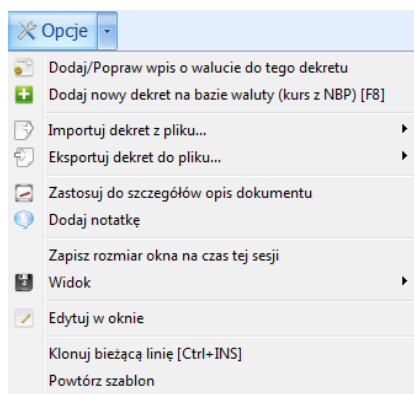 Opcje
Dodaj/Popraw wpis o walucie do tego dekretu
Dodaj nowy dekret na bazie waluty (kurs z NBP) [F8]
Importuj dekret z pliku...
Eksportuj dekret do pliku...
Zastosuj do szczegółów opis dokumentu
Dodaj notatkę
Zapisz rozmiar okna na czas tej sesji
Widok
Edytuj w oknie
Klonuj bieżącą linię [Ctrl+INS]
Powtórz szablon